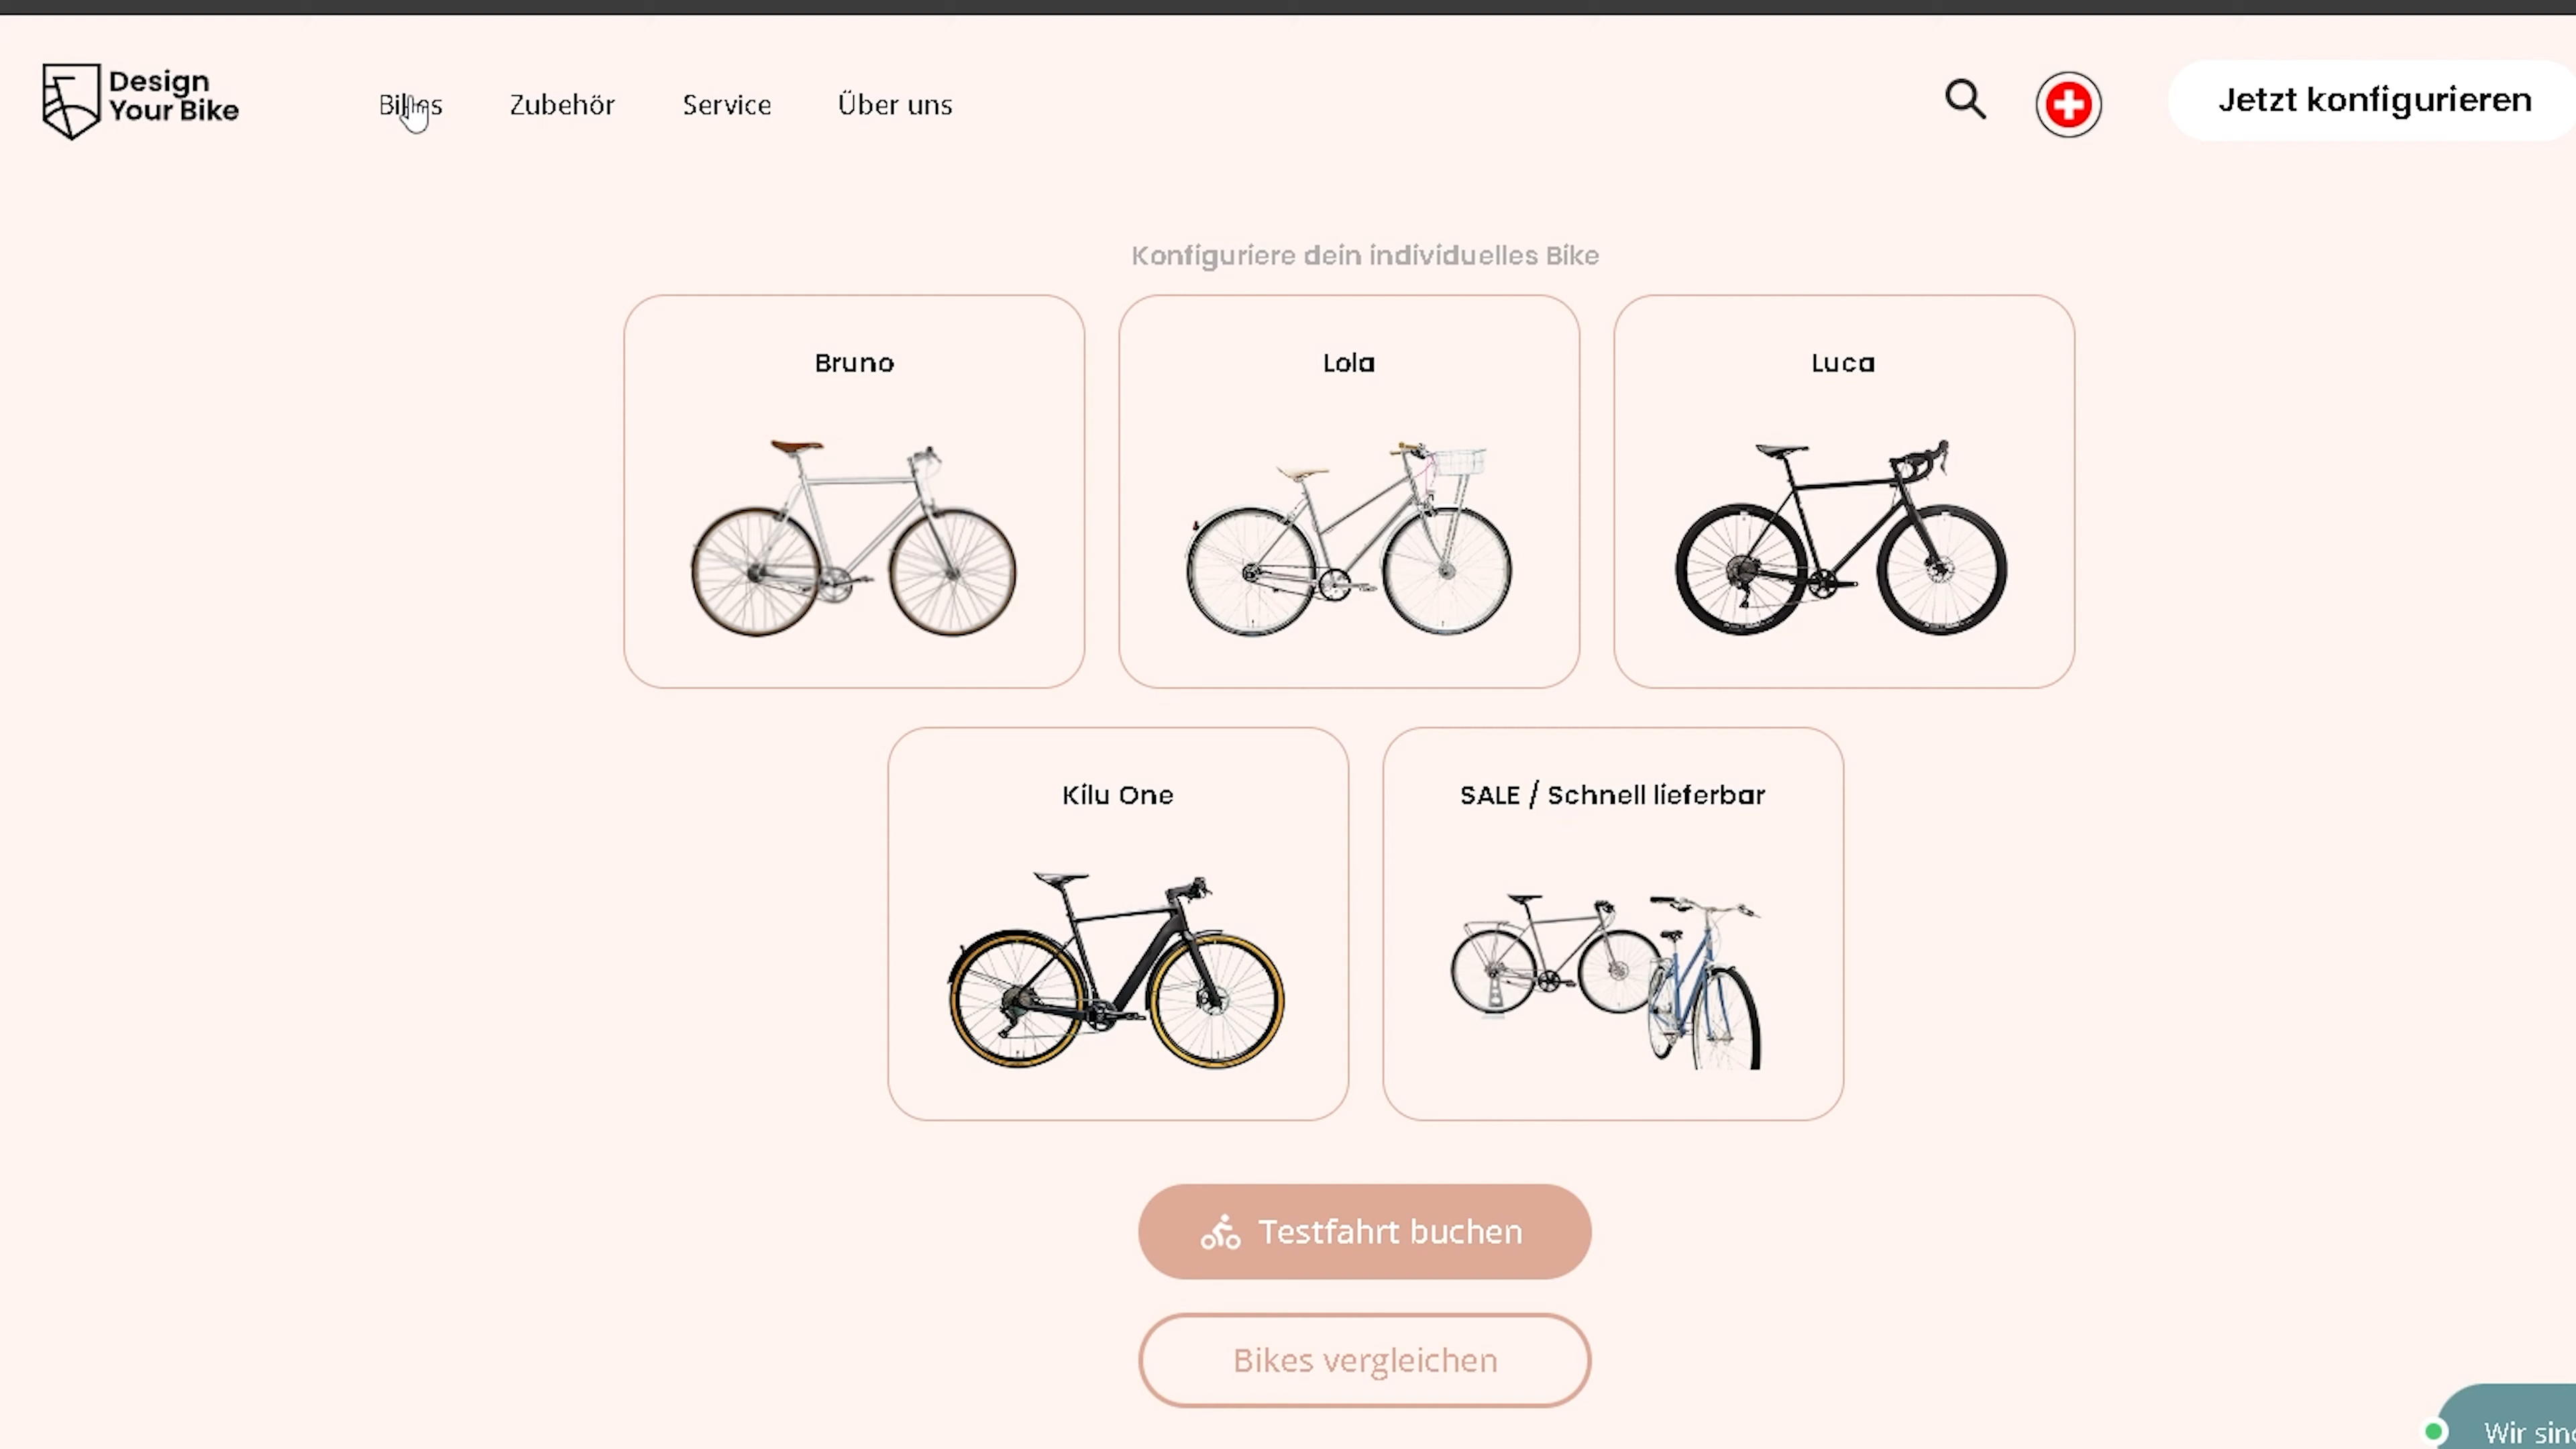 Design
Your Bike
Bikes
Zubehör
Service
Über uns
Jetzt konfigurieren
Konfiguriere dein individuelles Bike
Bruno
Lola
Luca
Kilu One
SALE / Schnell lieferbar
Testfahrt buchen
Bikes vergleichen
Wir